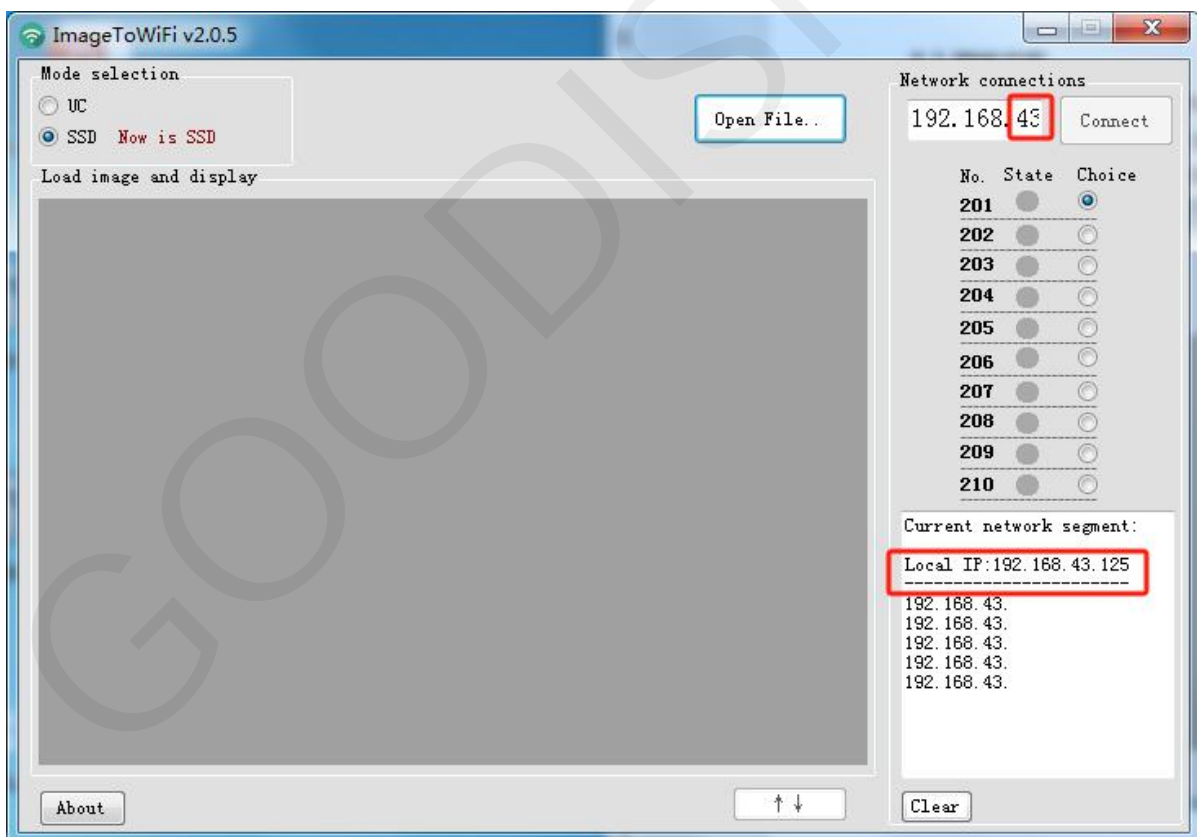 ImageToWiFi v2.0.5
Mode selection
UC
SSD Now is SSD
Open File..
Network connections
192.168.43
Connect
Load image and display
No. State Choice
201
202
203
204
205
206
207
208
209
210
Current network segment:
Local IP:192.168.43.125
------------------------
192.168.43.
192.168.43.
192.168.43.
192.168.43.
192.168.43.
About
↑↓
Clear
GOODIS